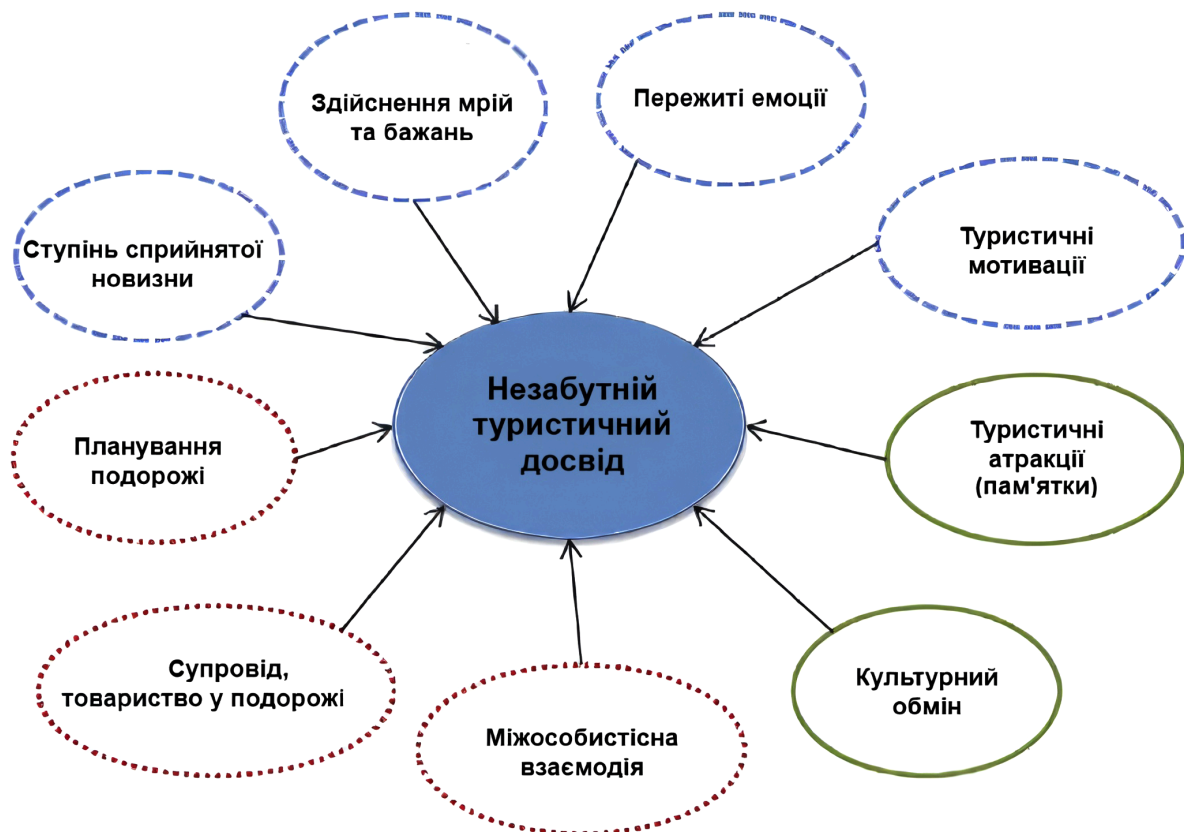 Здійснення мрій
та бажань
Пережиті емоції
Ступінь сприйнятої
новизни
Туристичні
мотивації
Незабутній
туристичний
досвід
Планування
подорожі
Туристичні
атракції
(пам'ятки)
Супровід,
товариство у подорожі
Міжособистісна
взаємодія
Культурний
обмін